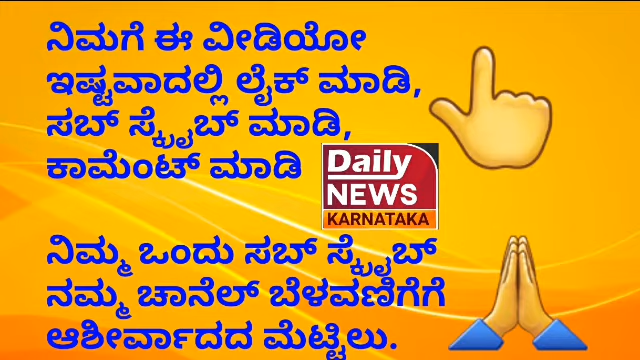 ನಿಮಗೆ ಈ ವೀಡಿಯೋ
ಇಷ್ಟವಾದಲ್ಲಿ ಲೈಕ್ ಮಾಡಿ,
ಸಬ್ ಸ್ಕ್ರೈಬ್ ಮಾಡಿ,
ಕಾಮೆಂಟ್ ಮಾಡಿ
Daily
NEWS
KARNATAKA
ನಿಮ್ಮ ಒಂದು ಸಬ್ ಸ್ಕ್ರೈಬ್
ನಮ್ಮ ಚಾನೆಲ್ ಬೆಳವಣಿಗೆಗೆ
ಆಶೀರ್ವಾದದ ಮೆಟ್ಟಿಲು.